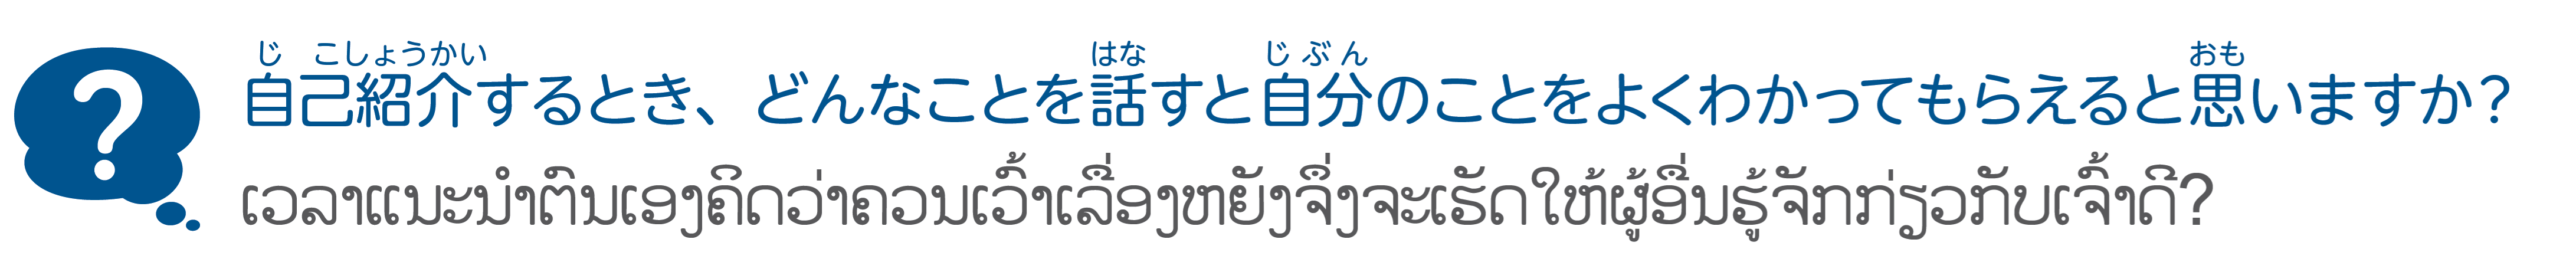 じこしょうかい はな じぶん おも
自己紹介するとき、どんなことを話すと自分のことをよくわかってもらえると思いますか？
ເວລາແນະນຳຕົນເອງຄິດວ່າຄວນເວົ້າເລື່ອງຫຍັງຈຶ່ງຈະເຮັດໃຫ້ຜູ້ອື່ນຮູ້ຈັກກ່ຽວກັບເຈົ້າດີ?